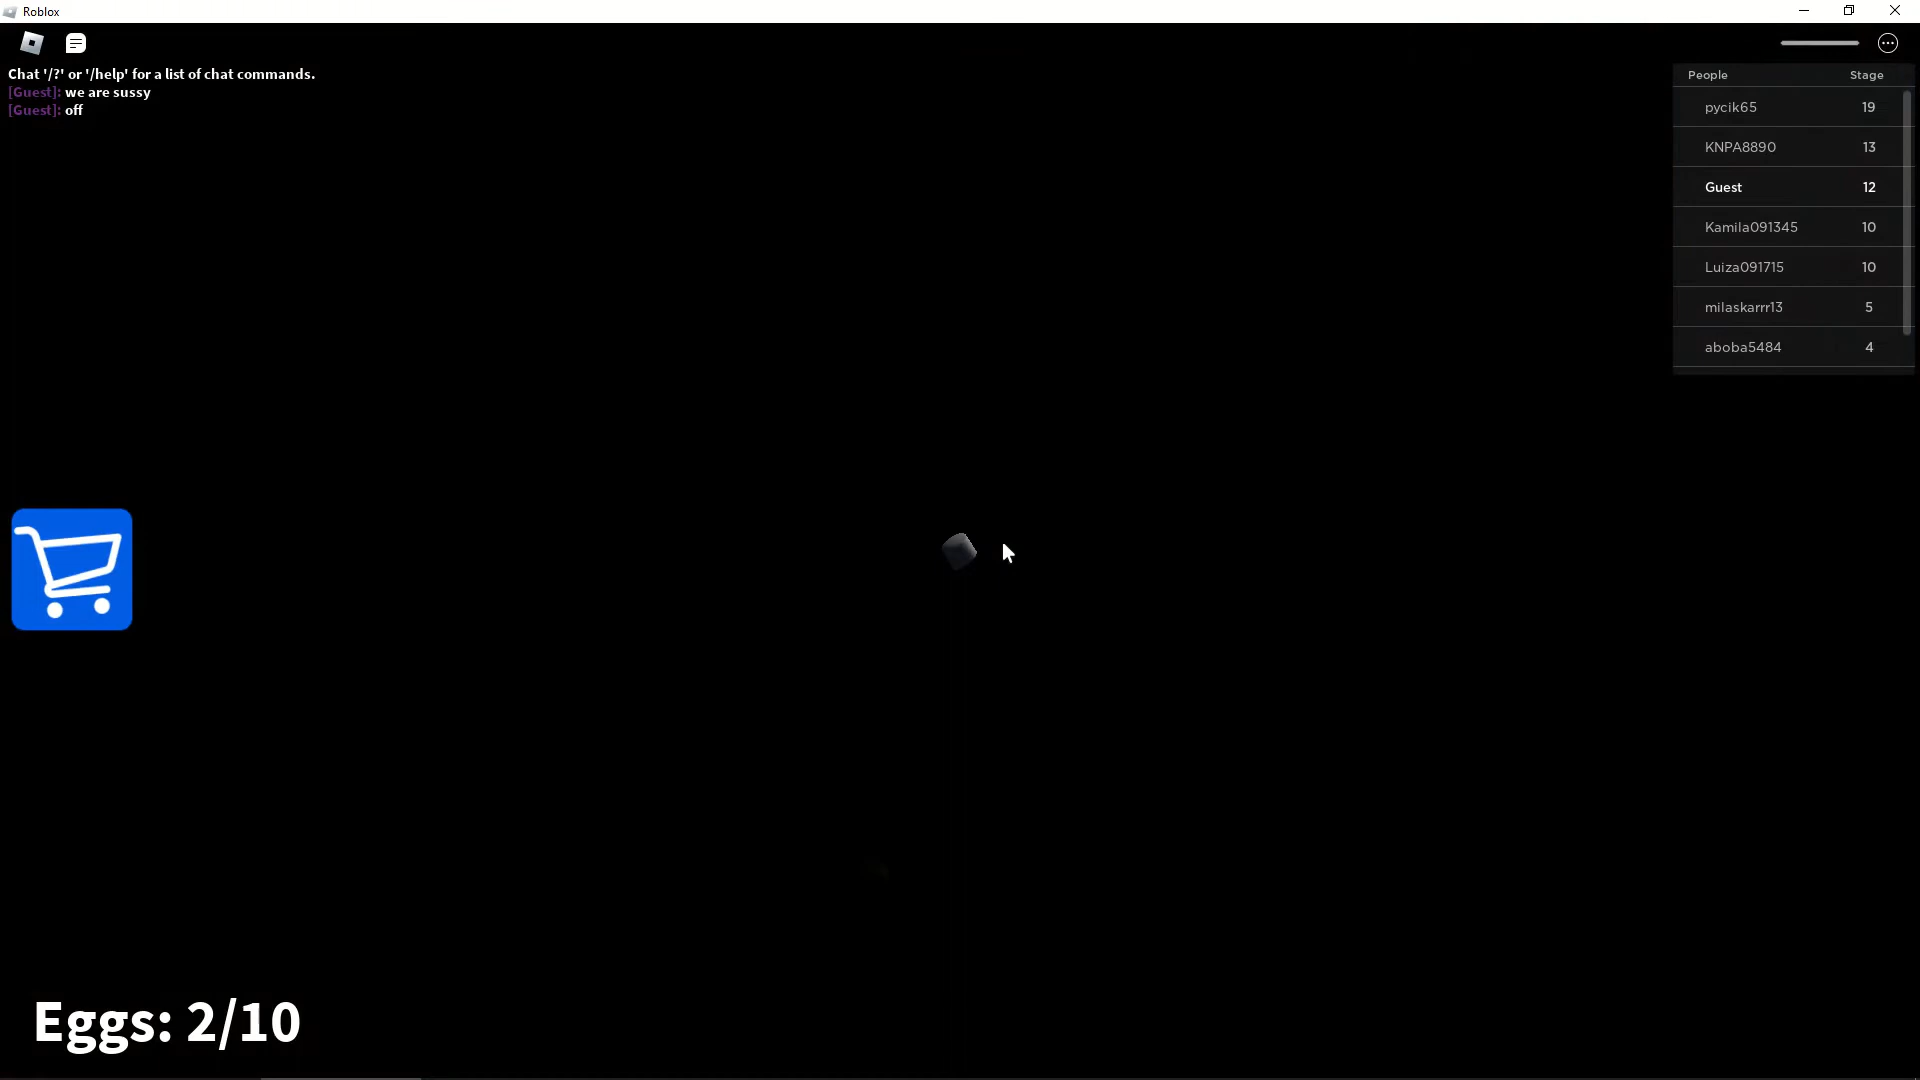 Roblox
Chat '/?' or '/help' for a list of chat commands.
[Guest]: we are sussy
[Guest]: off
People Stage
pycik65 19
KNPA8890 13
Guest 12
Kamila091345 10
Luiza091715 10
milaskarrr13 5
aboba5484 4
Eggs: 2/10